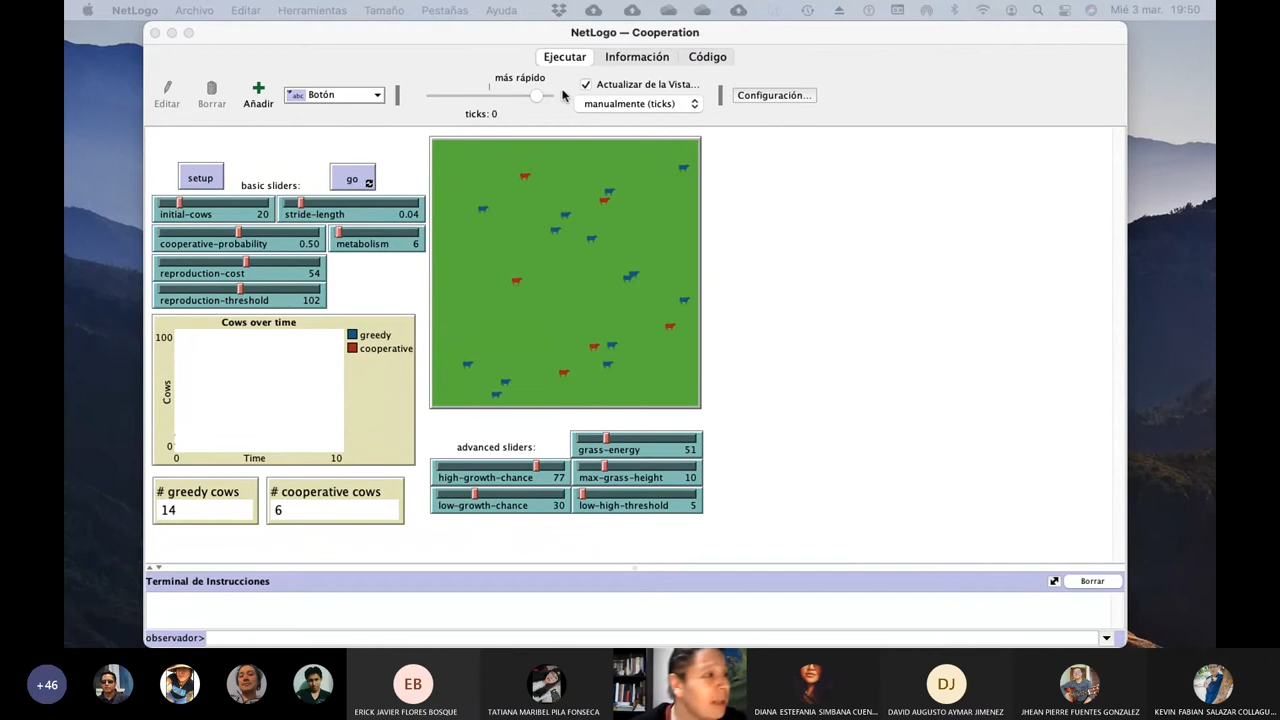 NetLogo Archivo Editar Herramientas Tamaño Pestañas Ayuda Mié 3 mar. 19:50
NetLogo — Cooperation
Ejecutar Información Código
Editar Borrar Añadir
abc Botón
más rápido
ticks: 0
Actualizar de la Vista...
manualmente (ticks)
Configuración...
setup
go
basic sliders:
initial-cows 20
stride-length 0.04
cooperative-probability 0.50
metabolism 6
reproduction-cost 54
reproduction-threshold 102
Cows over time
100
Cows
0
0 Time 10
greedy
cooperative
# greedy cows
14
# cooperative cows
6
advanced sliders:
grass-energy 51
high-growth-chance 77
max-grass-height 10
low-growth-chance 30
low-high-threshold 5
Terminal de Instrucciones
Borrar
observador>
+46
EB
DJ
ERICK JAVIER FLORES BOSQUE
TATIANA MARIBEL PILA FONSECA
DIANA ESTEFANIA SIMBANA CUEN...
DAVID AUGUSTO AYMAR JIMENEZ
JHEAN PIERRE FUENTES GONZALEZ
KEVIN FABIAN SALAZAR COLLAGU...